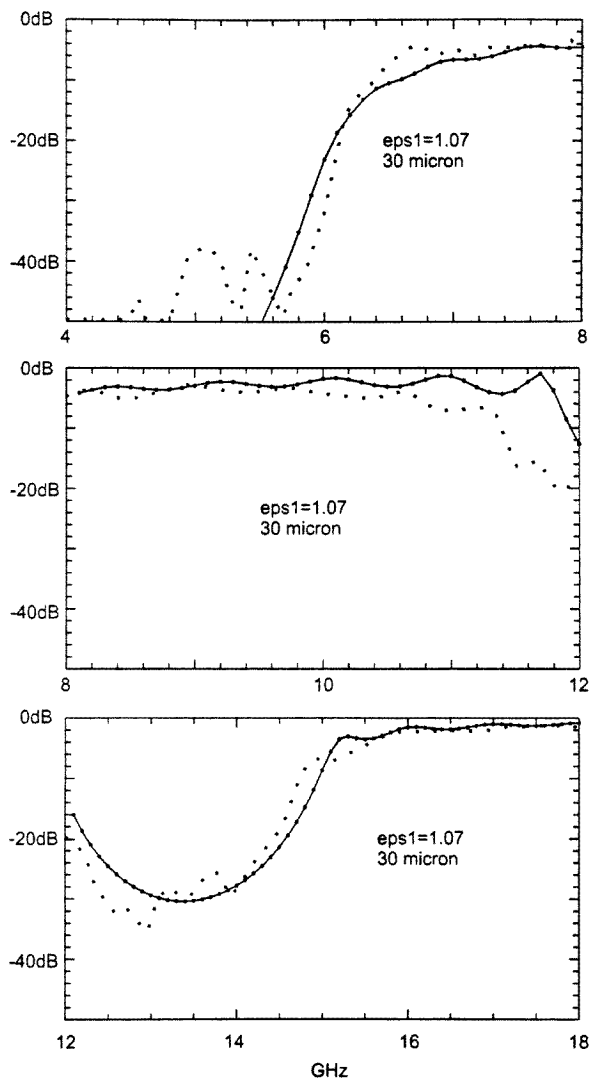 0dB
-20dB
-40dB
eps1=1.07
30 micron
4
6
8
0dB
-20dB
-40dB
eps1=1.07
30 micron
8
10
12
0dB
-20dB
-40dB
eps1=1.07
30 micron
12
14
16
18
GHz